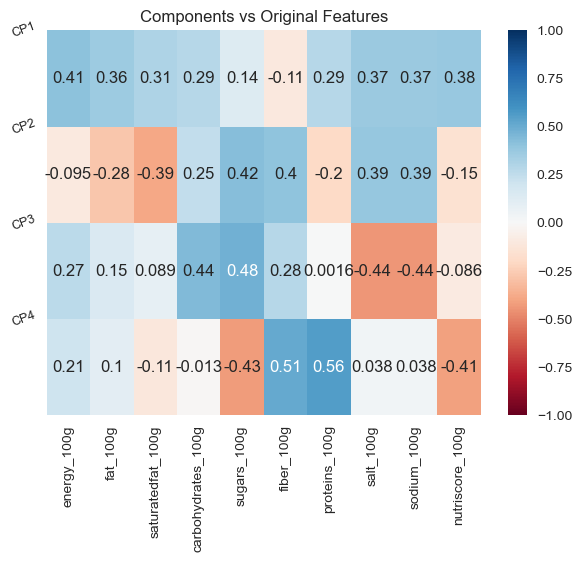 Components vs Original Features
CP1
0.41 0.36 0.31 0.29 0.14 -0.11 0.29 0.37 0.37 0.38
CP2
-0.095 -0.28 -0.39 0.25 0.42 0.4 -0.2 0.39 0.39 -0.15
CP3
0.27 0.15 0.089 0.44 0.48 0.28 0.0016 -0.44 -0.44 -0.086
CP4
0.21 0.1 -0.11 -0.013 -0.43 0.51 0.56 0.038 0.038 -0.41
energy_100g
fat_100g
saturatedfat_100g
carbohydrates_100g
sugars_100g
fiber_100g
proteins_100g
salt_100g
sodium_100g
nutriscore_100g
1.00
0.75
0.50
0.25
0.00
−0.25
−0.50
−0.75
−1.00